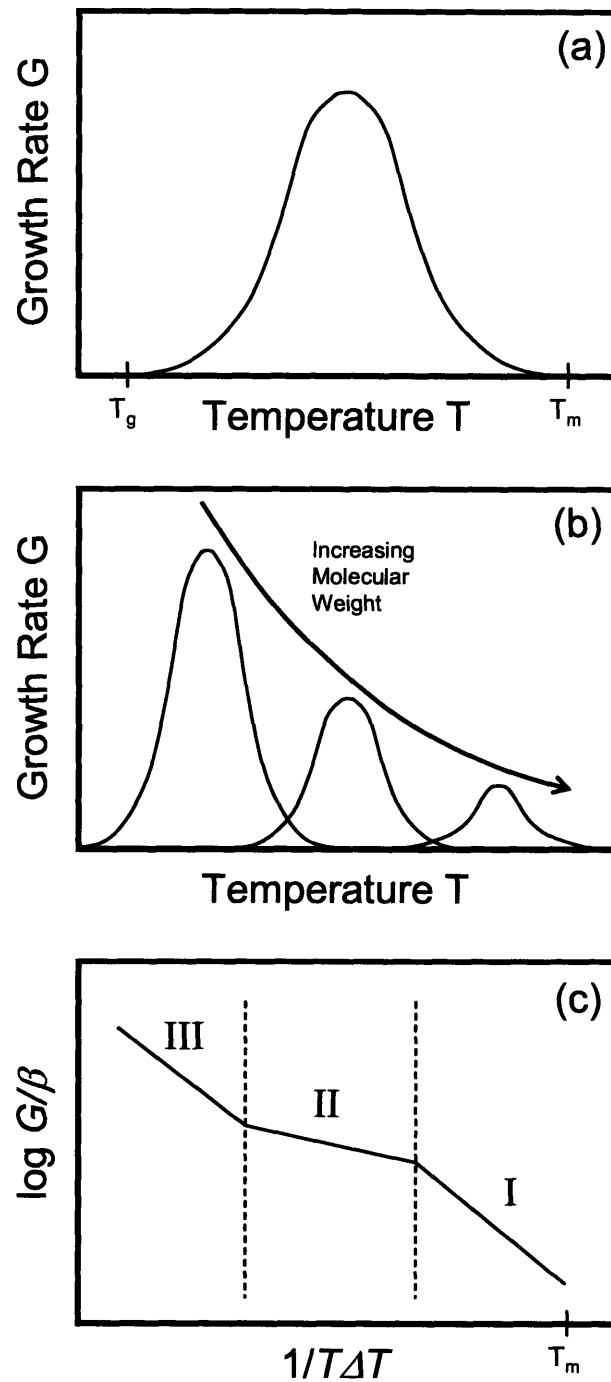 (a)
Growth Rate G
T_g
Temperature T
T_m
(b)
Increasing
Molecular
Weight
Growth Rate G
Temperature T
(c)
III
II
I
log G/β
1/TΔT
T_m